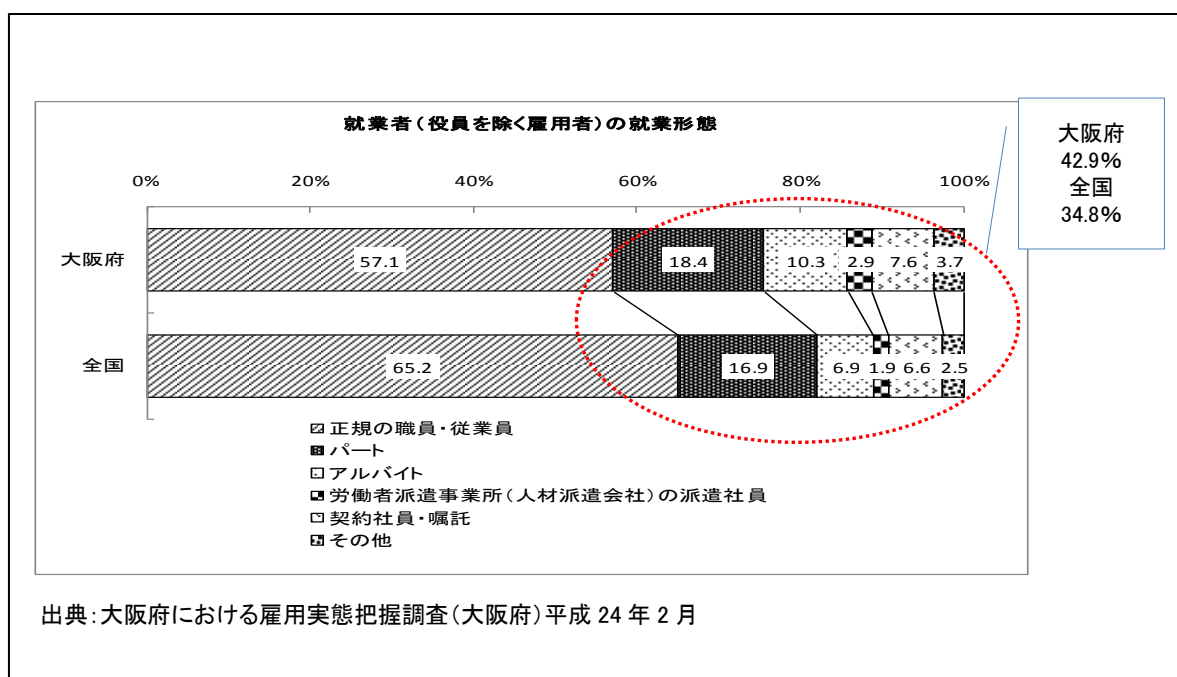 就業者（役員を除く雇用者）の就業形態
0% 20% 40% 60% 80% 100%
大阪府
42.9%
全国
34.8%
大阪府 57.1 18.4 10.3 2.9 7.6 3.7
全国 65.2 16.9 6.9 1.9 6.6 2.5
正規の職員・従業員
パート
アルバイト
労働者派遣事業所（人材派遣会社）の派遣社員
契約社員・嘱託
その他
出典：大阪府における雇用実態把握調査（大阪府）平成 24 年 2 月